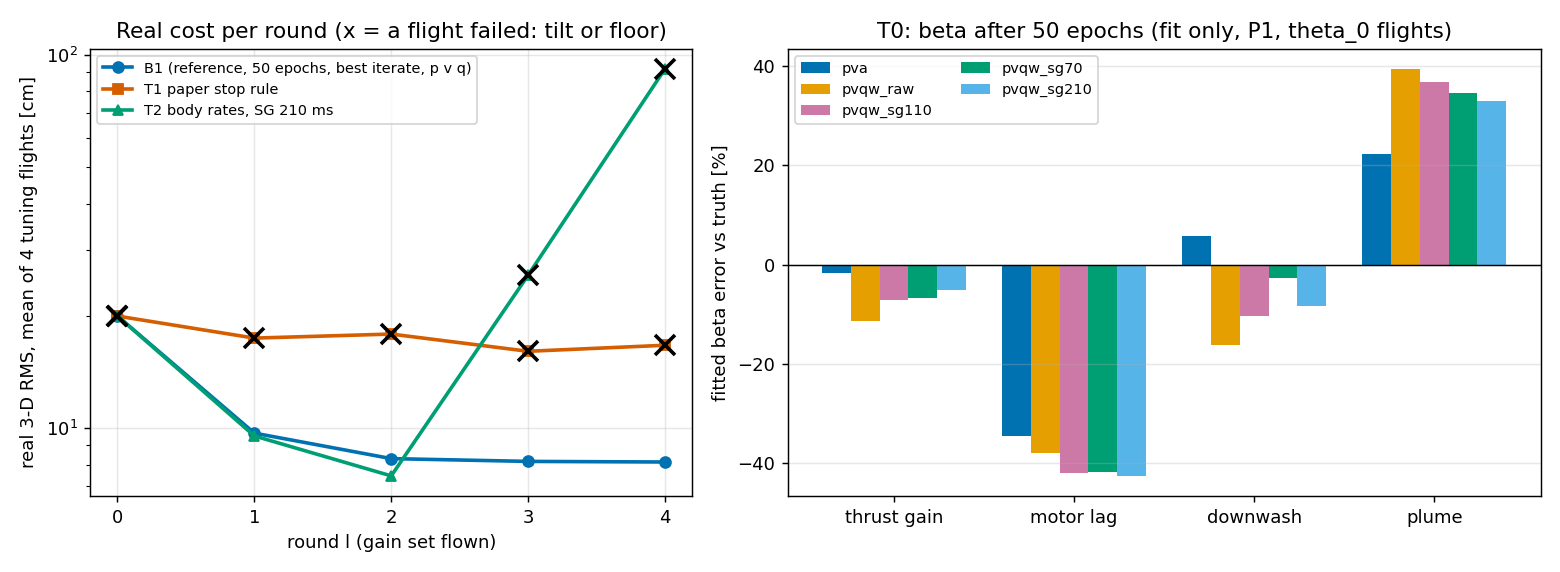 Real cost per round (x = a flight failed: tilt or floor)
real 3-D RMS, mean of 4 tuning flights [cm]
10²
10¹
B1 (reference, 50 epochs, best iterate, p v q)
T1 paper stop rule
T2 body rates, SG 210 ms
0 1 2 3 4
round l (gain set flown)
T0: beta after 50 epochs (fit only, P1, theta_0 flights)
fitted beta error vs truth [%]
40
20
0
−20
−40
pva
pvqw_raw
pvqw_sg110
pvqw_sg70
pvqw_sg210
thrust gain motor lag downwash plume